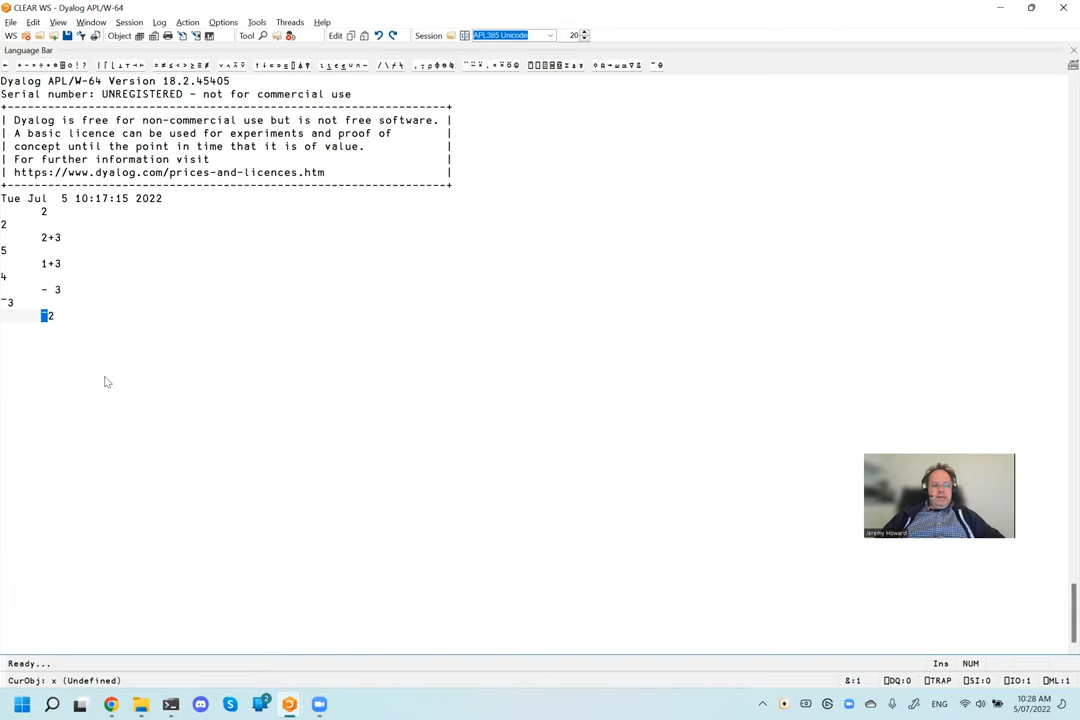 CLEAR WS - Dyalog APL/W-64
File Edit View Window Session Log Action Options Tools Threads Help
WS Object Tool Edit Session APL385 Unicode 20
Language Bar
Dyalog APL/W-64 Version 18.2.45405
Serial number: UNREGISTERED - not for commercial use
+--------------------------------------------------------------------+
| Dyalog is free for non-commercial use but is not free software. |
| A basic licence can be used for experiments and proof of |
| concept until the point in time that it is of value. |
| For further information visit |
| https://www.dyalog.com/prices-and-licences.htm |
+--------------------------------------------------------------------+
Tue Jul 5 10:17:15 2022
2
2
2+3
5
1+3
4
- 3
¯3
¯2
Jeremy Howard
Ready...
Ins NUM
CurObj: x (Undefined)
&:1 ⎕DQ:0 ⎕TRAP ⎕SI:0 ⎕IO:1 ⎕ML:1
2
ENG
10:28 AM
5/07/2022